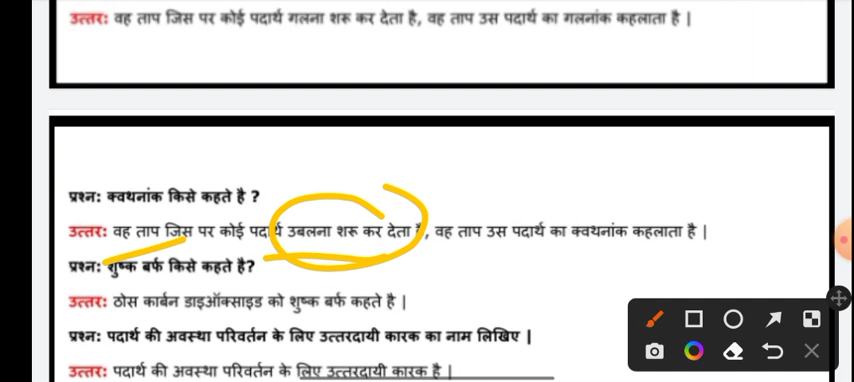 उत्तर: वह ताप जिस पर कोई पदार्थ गलना शरू कर देता है, वह ताप उस पदार्थ का गलनांक कहलाता है |
प्रश्न: क्वथनांक किसे कहते है ?
उत्तर: वह ताप जिस पर कोई पदार्थ उबलना शरू कर देता है, वह ताप उस पदार्थ का क्वथनांक कहलाता है |
प्रश्न: शुष्क बर्फ किसे कहते है?
उत्तर: ठोस कार्बन डाइऑक्साइड को शुष्क बर्फ कहते है |
प्रश्न: पदार्थ की अवस्था परिवर्तन के लिए उत्तरदायी कारक का नाम लिखिए |
उत्तर: पदार्थ की अवस्था परिवर्तन के लिए उत्तरदायी कारक है |